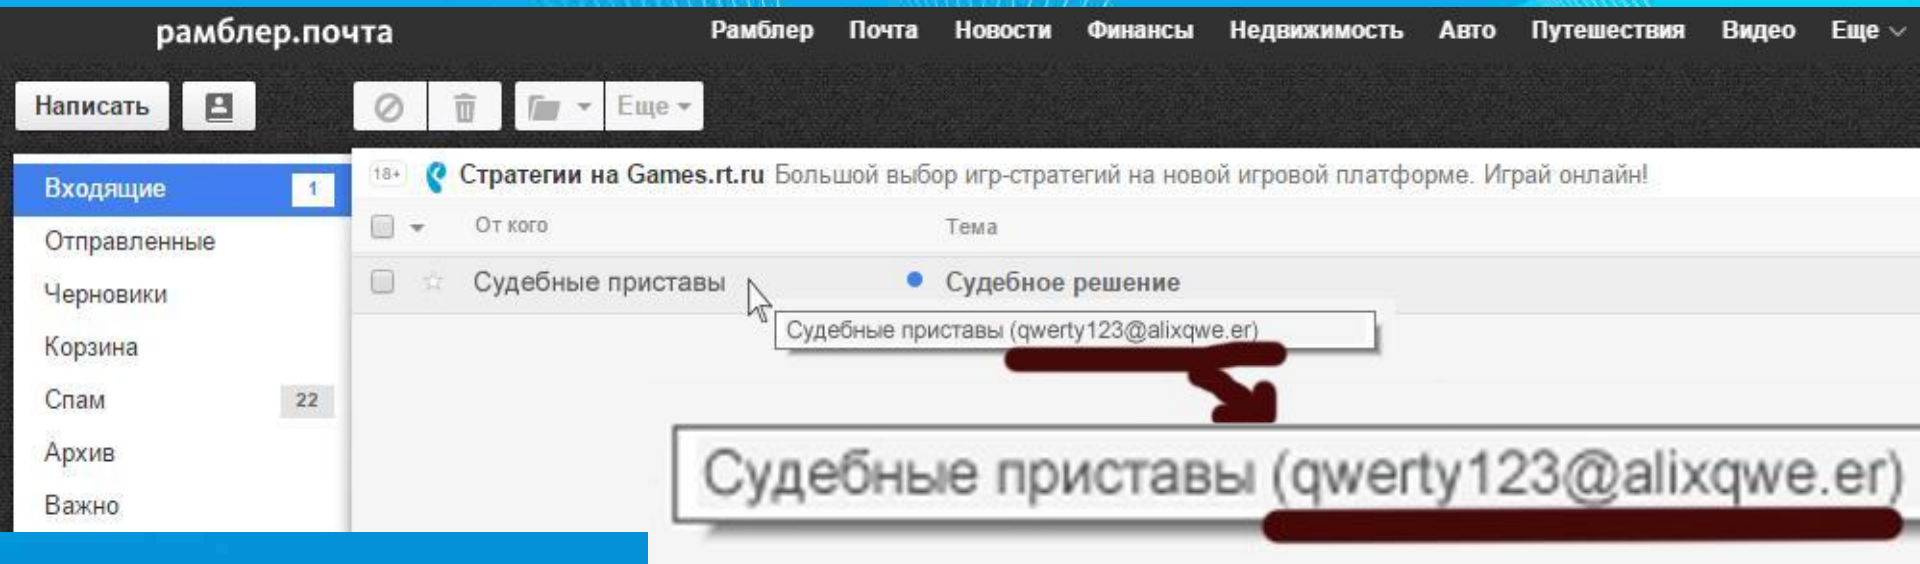 рамблер.почта
Рамблер Почта Новости Финансы Недвижимость Авто Путешествия Видео Еще
Написать
Еще
Входящие 1
18+ Стратегии на Games.rt.ru Большой выбор игр-стратегий на новой игровой платформе. Играй онлайн!
От кого Тема
Отправленные
Судебные приставы Судебное решение
Черновики
Судебные приставы (qwerty123@alixqwe.er)
Корзина
Спам 22
Архив
Судебные приставы (qwerty123@alixqwe.er)
Важно